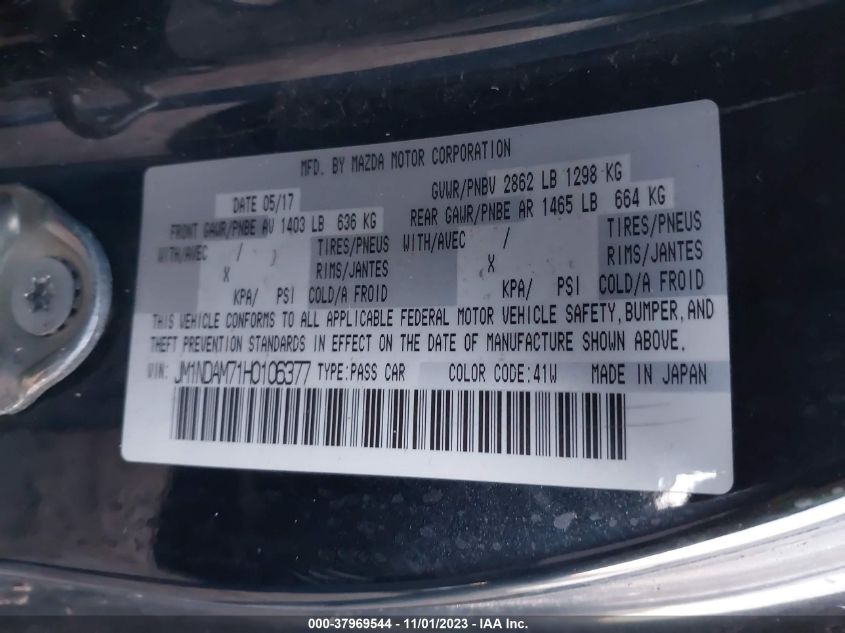 MFD. BY MAZDA MOTOR CORPORATION
DATE 05/17 GVWR/PNBV 2862 LB 1298 KG
FRONT GAWR/PNBE AV 1403 LB 636 KG REAR GAWR/PNBE AR 1465 LB 664 KG
WITH/AVEC / TIRES/PNEUS WITH/AVEC / TIRES/PNEUS
X ) RIMS/JANTES X ) RIMS/JANTES
KPA/ PSI COLD/A FROID KPA/ PSI COLD/A FROID
THIS VEHICLE CONFORMS TO ALL APPLICABLE FEDERAL MOTOR VEHICLE SAFETY, BUMPER, AND
THEFT PREVENTION STANDARDS IN EFFECT ON THE DATE OF MANUFACTURE SHOWN ABOVE.
VIN: JM1NDAM71H0106377 TYPE:PASS CAR COLOR CODE:41W MADE IN JAPAN
000-37969544 - 11/01/2023 - IAAI.COM